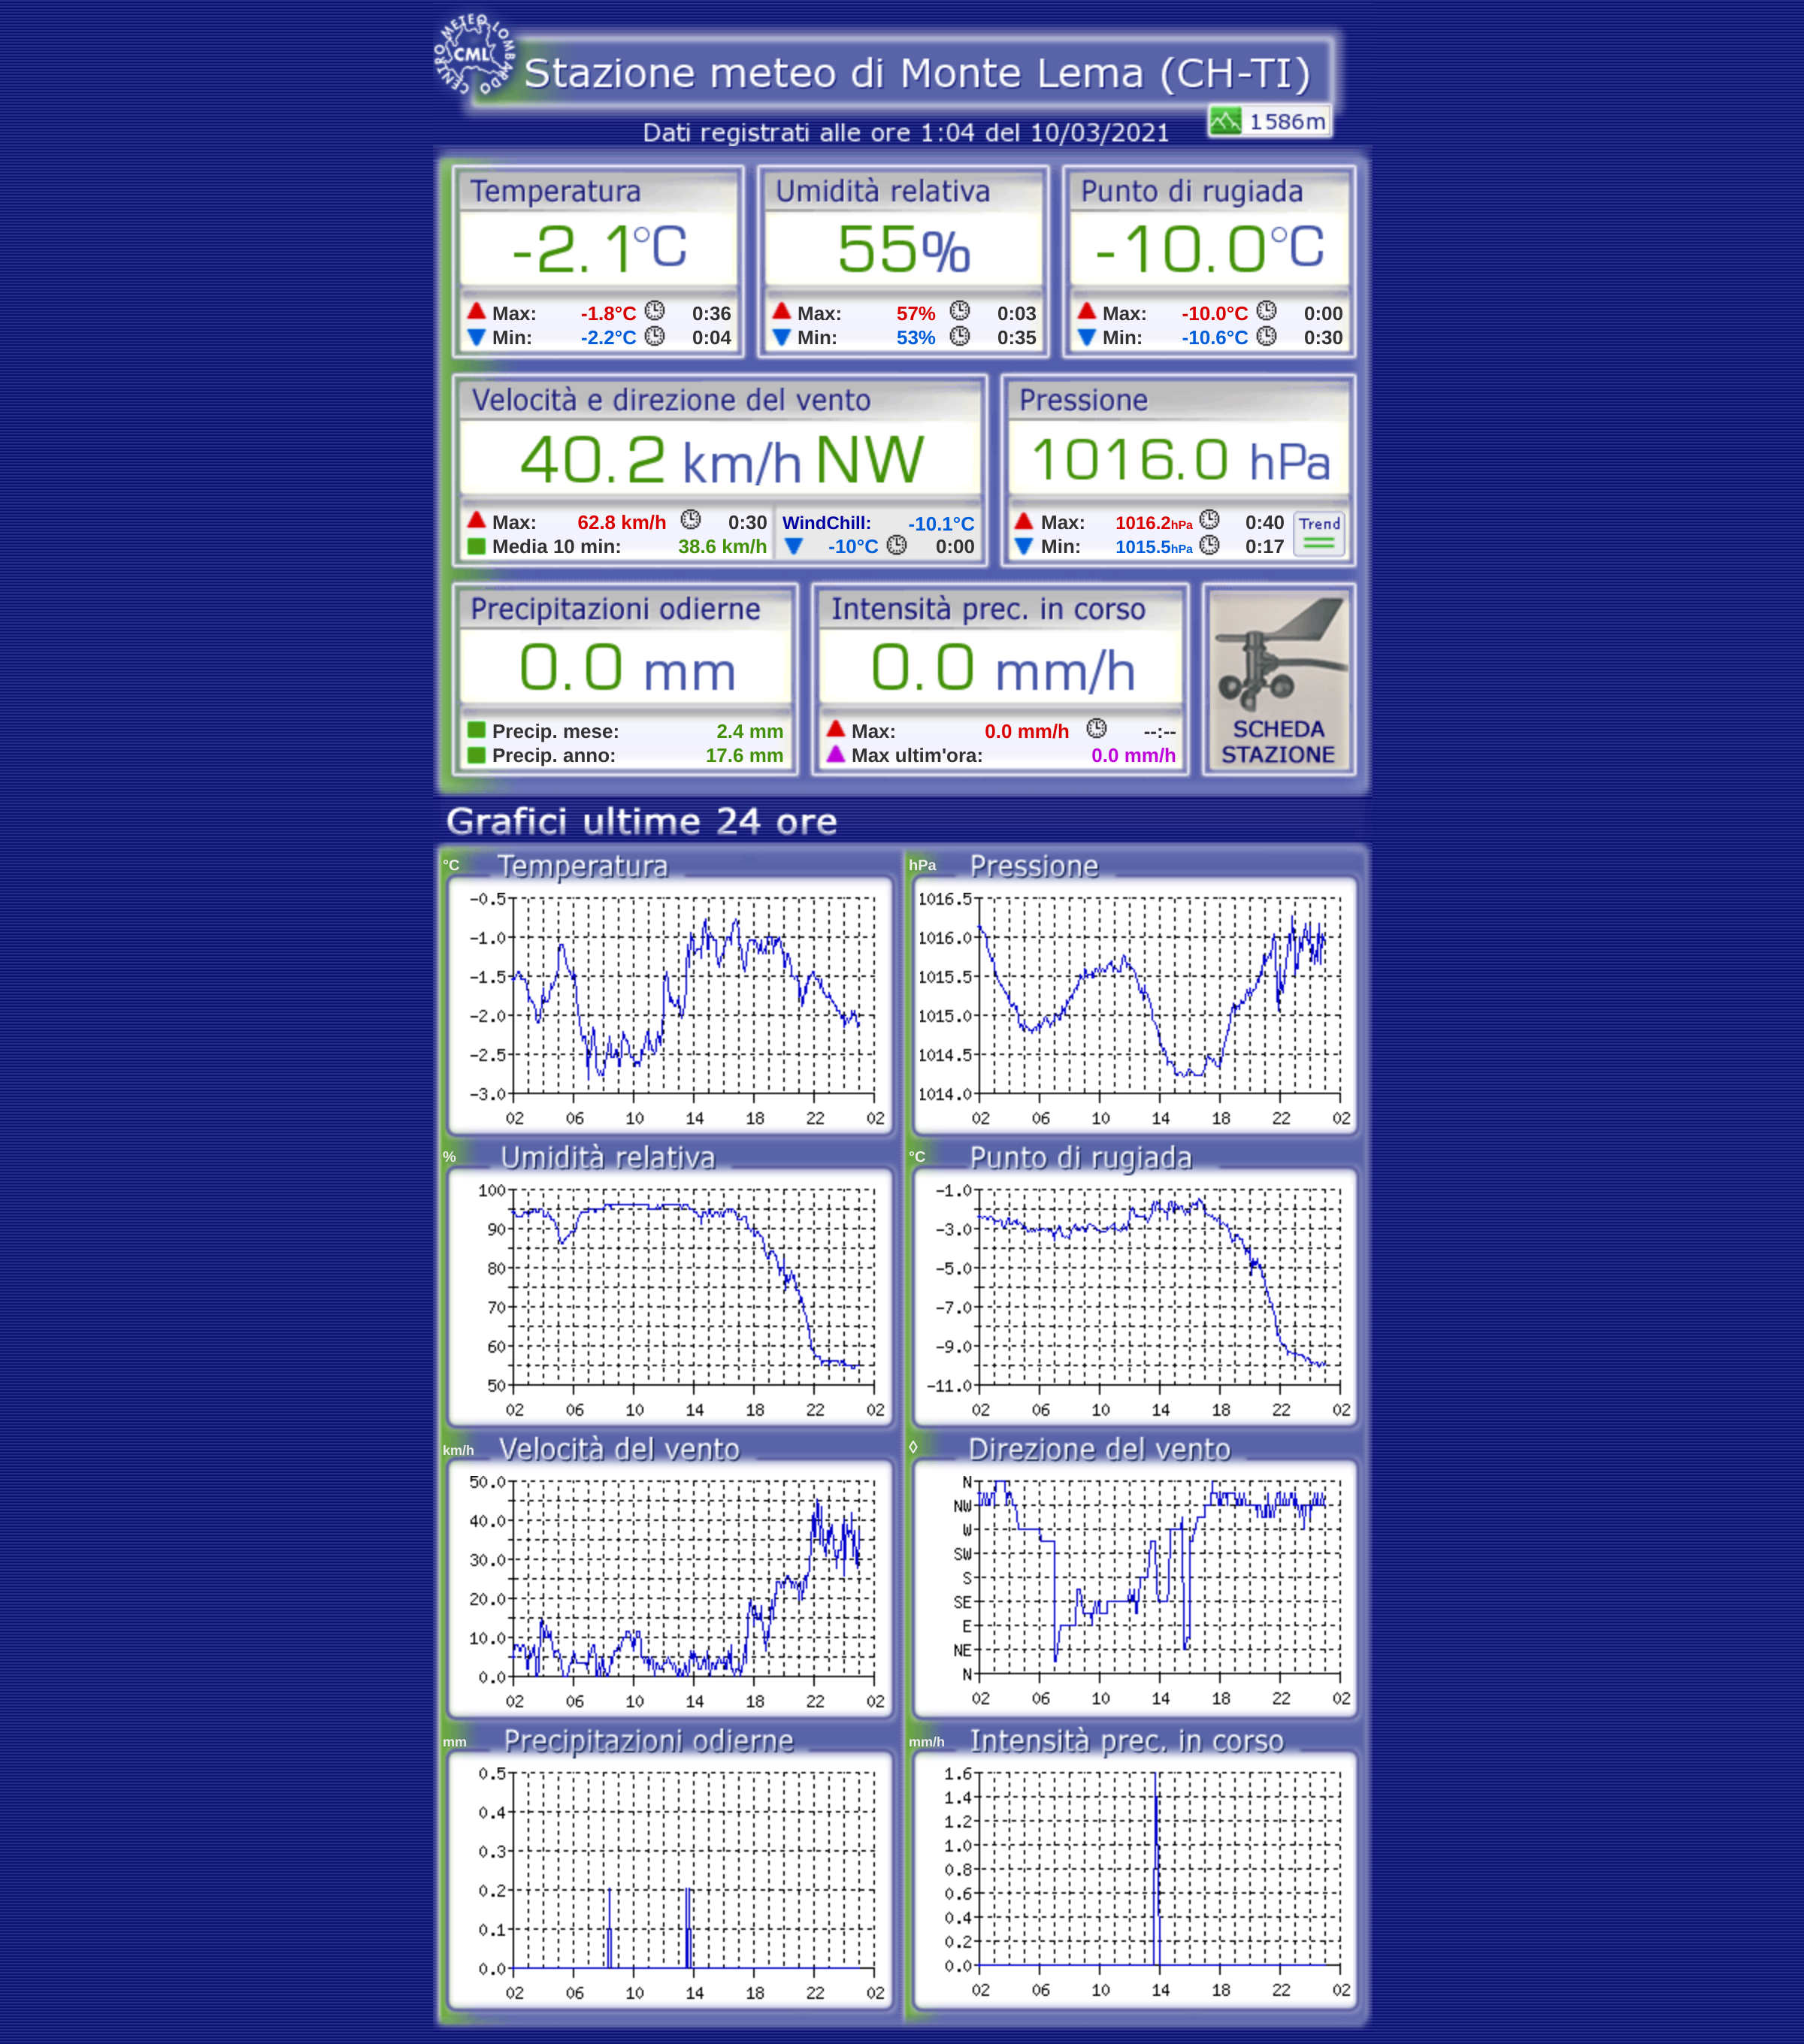 CENTRO METEO LOMBARDO
CML
Stazione meteo di Monte Lema (CH-TI)
1586m
Dati registrati alle ore 1:04 del 10/03/2021
Temperatura Umidità relativa Punto di rugiada
-2.1°C 55% -10.0°C
Max: -1.8°C 0:36 Max: 57% 0:03 Max: -10.0°C 0:00
Min: -2.2°C 0:04 Min: 53% 0:35 Min: -10.6°C 0:30
Velocità e direzione del vento Pressione
40.2 km/h NW 1016.0 hPa
Max: 62.8 km/h 0:30 WindChill: -10.1°C Max: 1016.2hPa 0:40 Trend
Media 10 min: 38.6 km/h -10°C 0:00 Min: 1015.5hPa 0:17
Precipitazioni odierne Intensità prec. in corso
0.0 mm 0.0 mm/h
Precip. mese: 2.4 mm Max: 0.0 mm/h --:-- SCHEDA
Precip. anno: 17.6 mm Max ultim'ora: 0.0 mm/h STAZIONE
Grafici ultime 24 ore
°C Temperatura
-0.5
-1.0
-1.5
-2.0
-2.5
-3.0
02 06 10 14 18 22 02
hPa Pressione
1016.5
1016.0
1015.5
1015.0
1014.5
1014.0
02 06 10 14 18 22 02
% Umidità relativa
100
90
80
70
60
50
02 06 10 14 18 22 02
°C Punto di rugiada
-1.0
-3.0
-5.0
-7.0
-9.0
-11.0
02 06 10 14 18 22 02
km/h Velocità del vento
50.0
40.0
30.0
20.0
10.0
0.0
02 06 10 14 18 22 02
◊ Direzione del vento
N
NW
W
SW
S
SE
E
NE
N
02 06 10 14 18 22 02
mm Precipitazioni odierne
0.5
0.4
0.3
0.2
0.1
0.0
02 06 10 14 18 22 02
mm/h Intensità prec. in corso
1.6
1.4
1.2
1.0
0.8
0.6
0.4
0.2
0.0
02 06 10 14 18 22 02